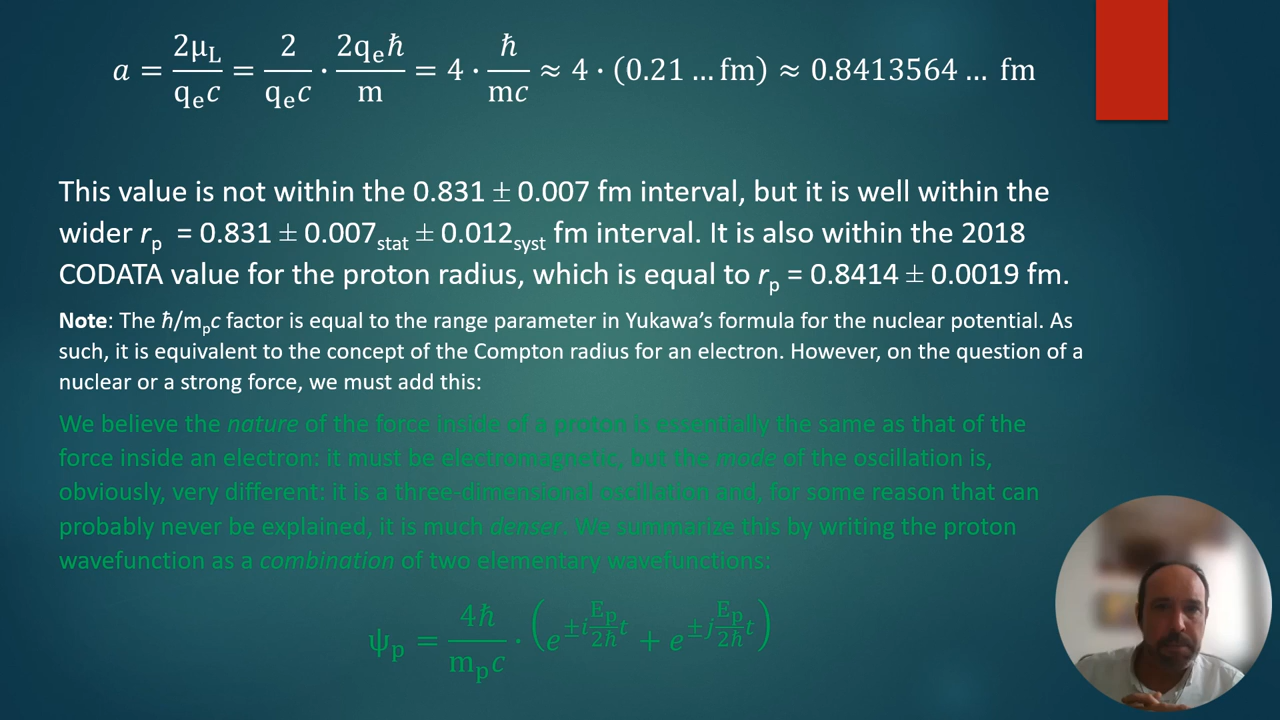 a = 2μL/qec = 2/qec · 2qeħ/m = 4 · ħ/mc ≈ 4 · (0.21 … fm) ≈ 0.8413564 … fm
This value is not within the 0.831 ± 0.007 fm interval, but it is well within the
wider rp = 0.831 ± 0.007stat ± 0.012syst fm interval. It is also within the 2018
CODATA value for the proton radius, which is equal to rp = 0.8414 ± 0.0019 fm.
Note: The ħ/mpc factor is equal to the range parameter in Yukawa's formula for the nuclear potential. As
such, it is equivalent to the concept of the Compton radius for an electron. However, on the question of a
nuclear or a strong force, we must add this:
We believe the nature of the force inside of a proton is essentially the same as that of the
force inside an electron: it must be electromagnetic, but the mode of the oscillation is,
obviously, very different: it is a three-dimensional oscillation and, for some reason that can
probably never be explained, it is much denser. We summarize this by writing the proton
wavefunction as a combination of two elementary wavefunctions:
ψp = 4ħ/mpc · (e^±i(Ep/2ħ)t + e^±j(Ep/2ħ)t)